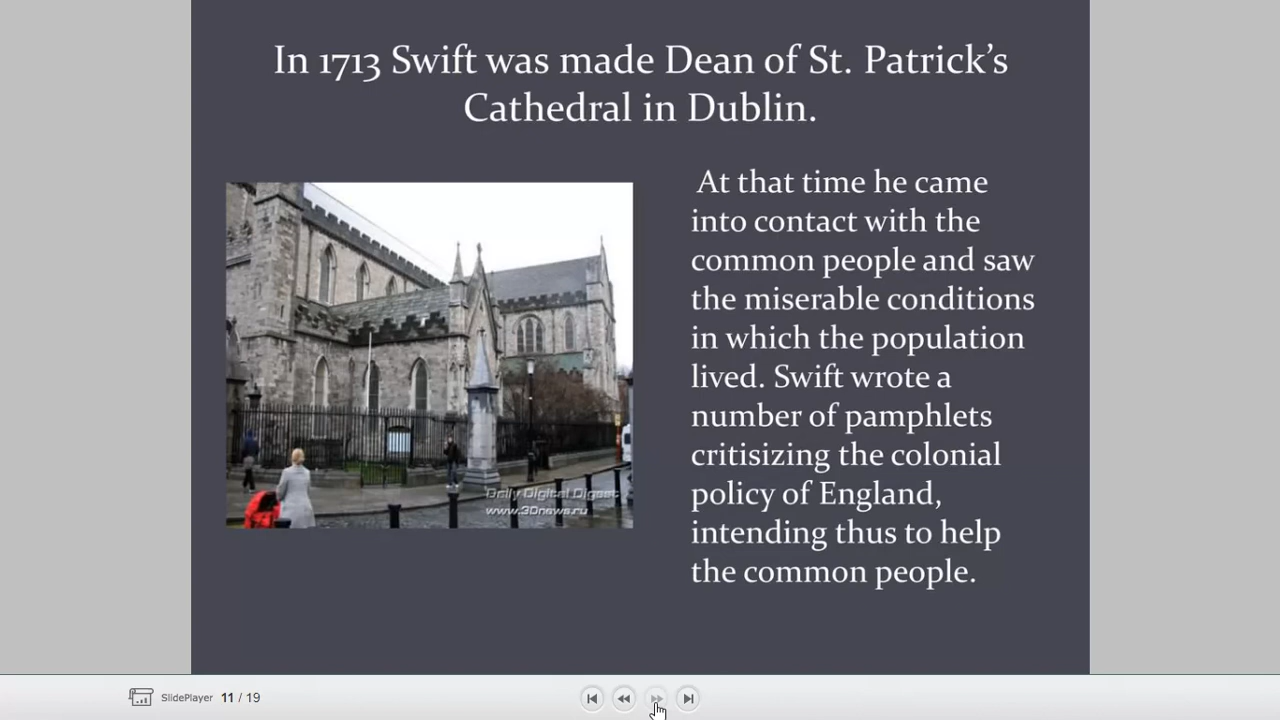 In 1713 Swift was made Dean of St. Patrick's
Cathedral in Dublin.
At that time he came
into contact with the
common people and saw
the miserable conditions
in which the population
lived. Swift wrote a
number of pamphlets
critisizing the colonial
policy of England,
intending thus to help
the common people.
Daily Digital Digest
www.3Dnews.ru
SlidePlayer 11 / 19